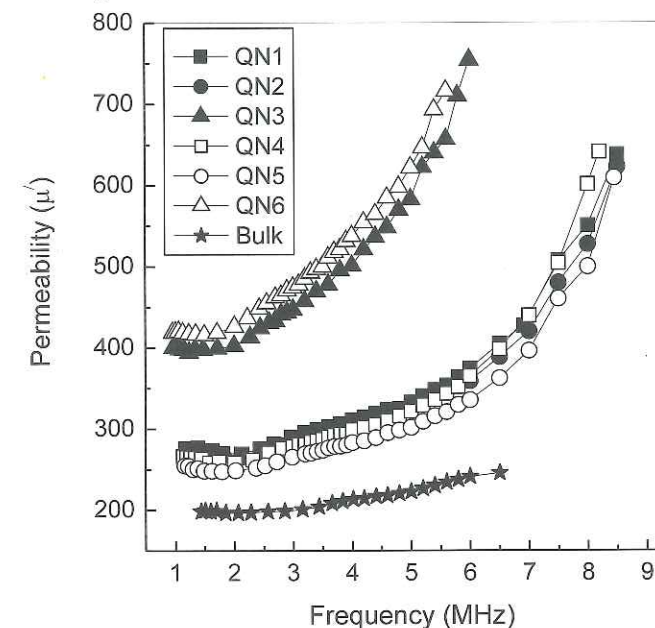 800
700
600
500
400
300
200
Permeability (μ/)
QN1
QN2
QN3
QN4
QN5
QN6
Bulk
1 2 3 4 5 6 7 8 9
Frequency (MHz)